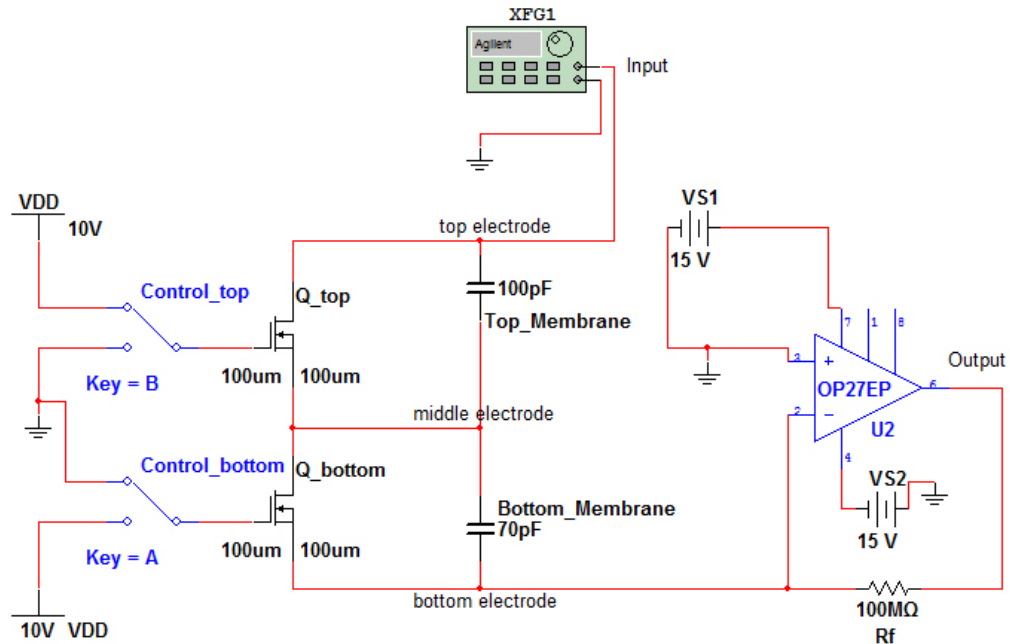 XFG1
Agilent
Input
VDD
10V
top electrode
VS1
15 V
Control_top
Q_top
100pF
Top_Membrane
7
1
8
Output
3
+
OP27EP
6
100um
100um
Key = B
middle electrode
2
−
U2
Control_bottom
Q_bottom
4
VS2
Bottom_Membrane
70pF
15 V
100um
100um
Key = A
bottom electrode
100MΩ
Rf
10V VDD